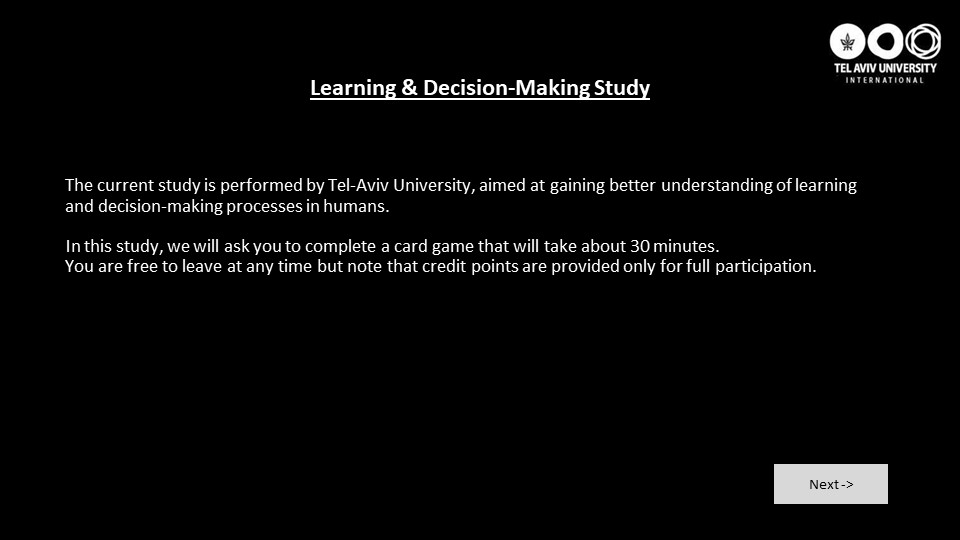 TEL AVIV UNIVERSITY
INTERNATIONAL
Learning & Decision-Making Study
The current study is performed by Tel-Aviv University, aimed at gaining better understanding of learning
and decision-making processes in humans.
In this study, we will ask you to complete a card game that will take about 30 minutes.
You are free to leave at any time but note that credit points are provided only for full participation.
Next ->